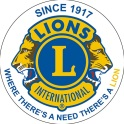 SINCE 1917
LIONS
L
INTERNATIONAL
WHERE THERE'S A NEED THERE'S A LION